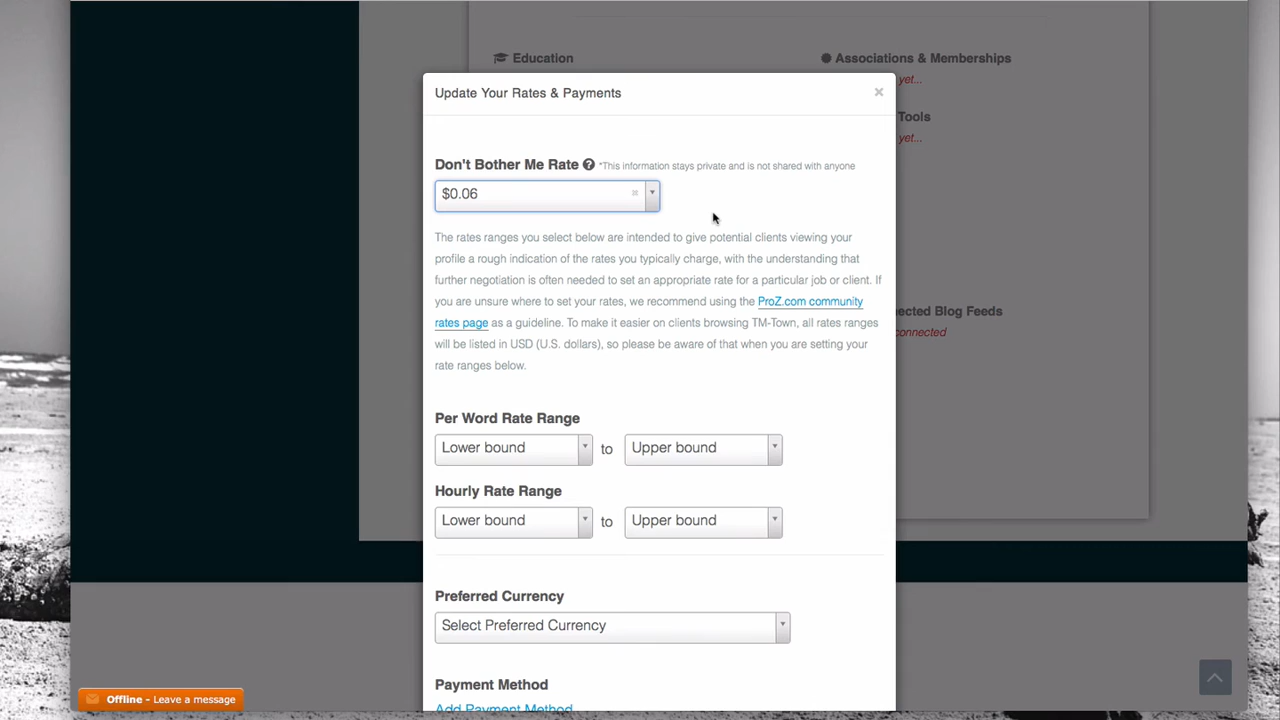 Education
Associations & Memberships
yet...
Update Your Rates & Payments
×
Tools
yet...
Don't Bother Me Rate ? *This information stays private and is not shared with anyone
$0.06
The rates ranges you select below are intended to give potential clients viewing your
profile a rough indication of the rates you typically charge, with the understanding that
further negotiation is often needed to set an appropriate rate for a particular job or client. If
you are unsure where to set your rates, we recommend using the ProZ.com community
rates page as a guideline. To make it easier on clients browsing TM-Town, all rates ranges
will be listed in USD (U.S. dollars), so please be aware of that when you are setting your
rate ranges below.
ected Blog Feeds
connected
Per Word Rate Range
Lower bound to Upper bound
Hourly Rate Range
Lower bound to Upper bound
Preferred Currency
Select Preferred Currency
Payment Method
Add Payment Method
Offline - Leave a message